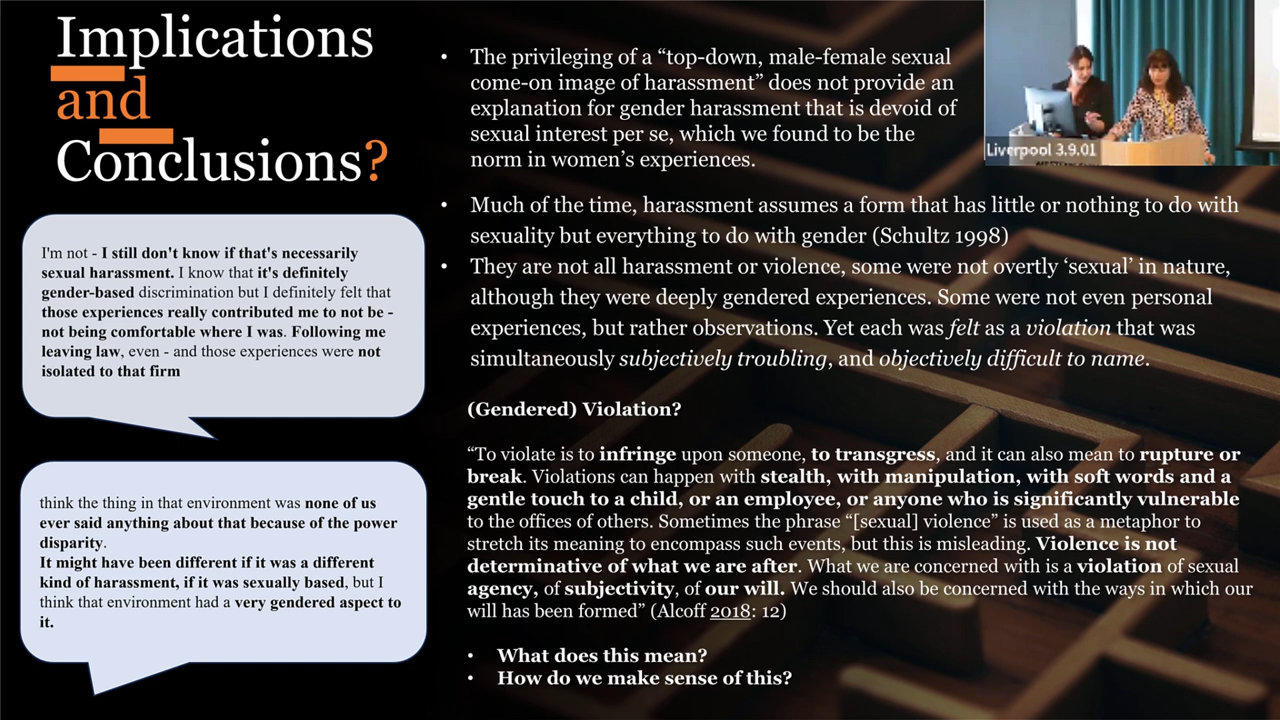 Implications
and
Conclusions?
I'm not - I still don't know if that's necessarily
sexual harassment. I know that it's definitely
gender-based discrimination but I definitely felt that
those experiences really contributed me to not be -
not being comfortable where I was. Following me
leaving law, even - and those experiences were not
isolated to that firm
think the thing in that environment was none of us
ever said anything about that because of the power
disparity.
It might have been different if it was a different
kind of harassment, if it was sexually based, but I
think that environment had a very gendered aspect to
it.
• The privileging of a “top-down, male-female sexual
come-on image of harassment” does not provide an
explanation for gender harassment that is devoid of
sexual interest per se, which we found to be the
norm in women’s experiences.
• Much of the time, harassment assumes a form that has little or nothing to do with
sexuality but everything to do with gender (Schultz 1998)
• They are not all harassment or violence, some were not overtly ‘sexual’ in nature,
although they were deeply gendered experiences. Some were not even personal
experiences, but rather observations. Yet each was felt as a violation that was
simultaneously subjectively troubling, and objectively difficult to name.
(Gendered) Violation?
“To violate is to infringe upon someone, to transgress, and it can also mean to rupture or
break. Violations can happen with stealth, with manipulation, with soft words and a
gentle touch to a child, or an employee, or anyone who is significantly vulnerable
to the offices of others. Sometimes the phrase “[sexual] violence” is used as a metaphor to
stretch its meaning to encompass such events, but this is misleading. Violence is not
determinative of what we are after. What we are concerned with is a violation of sexual
agency, of subjectivity, of our will. We should also be concerned with the ways in which our
will has been formed” (Alcoff 2018: 12)
• What does this mean?
• How do we make sense of this?
Liverpool 3.9.01